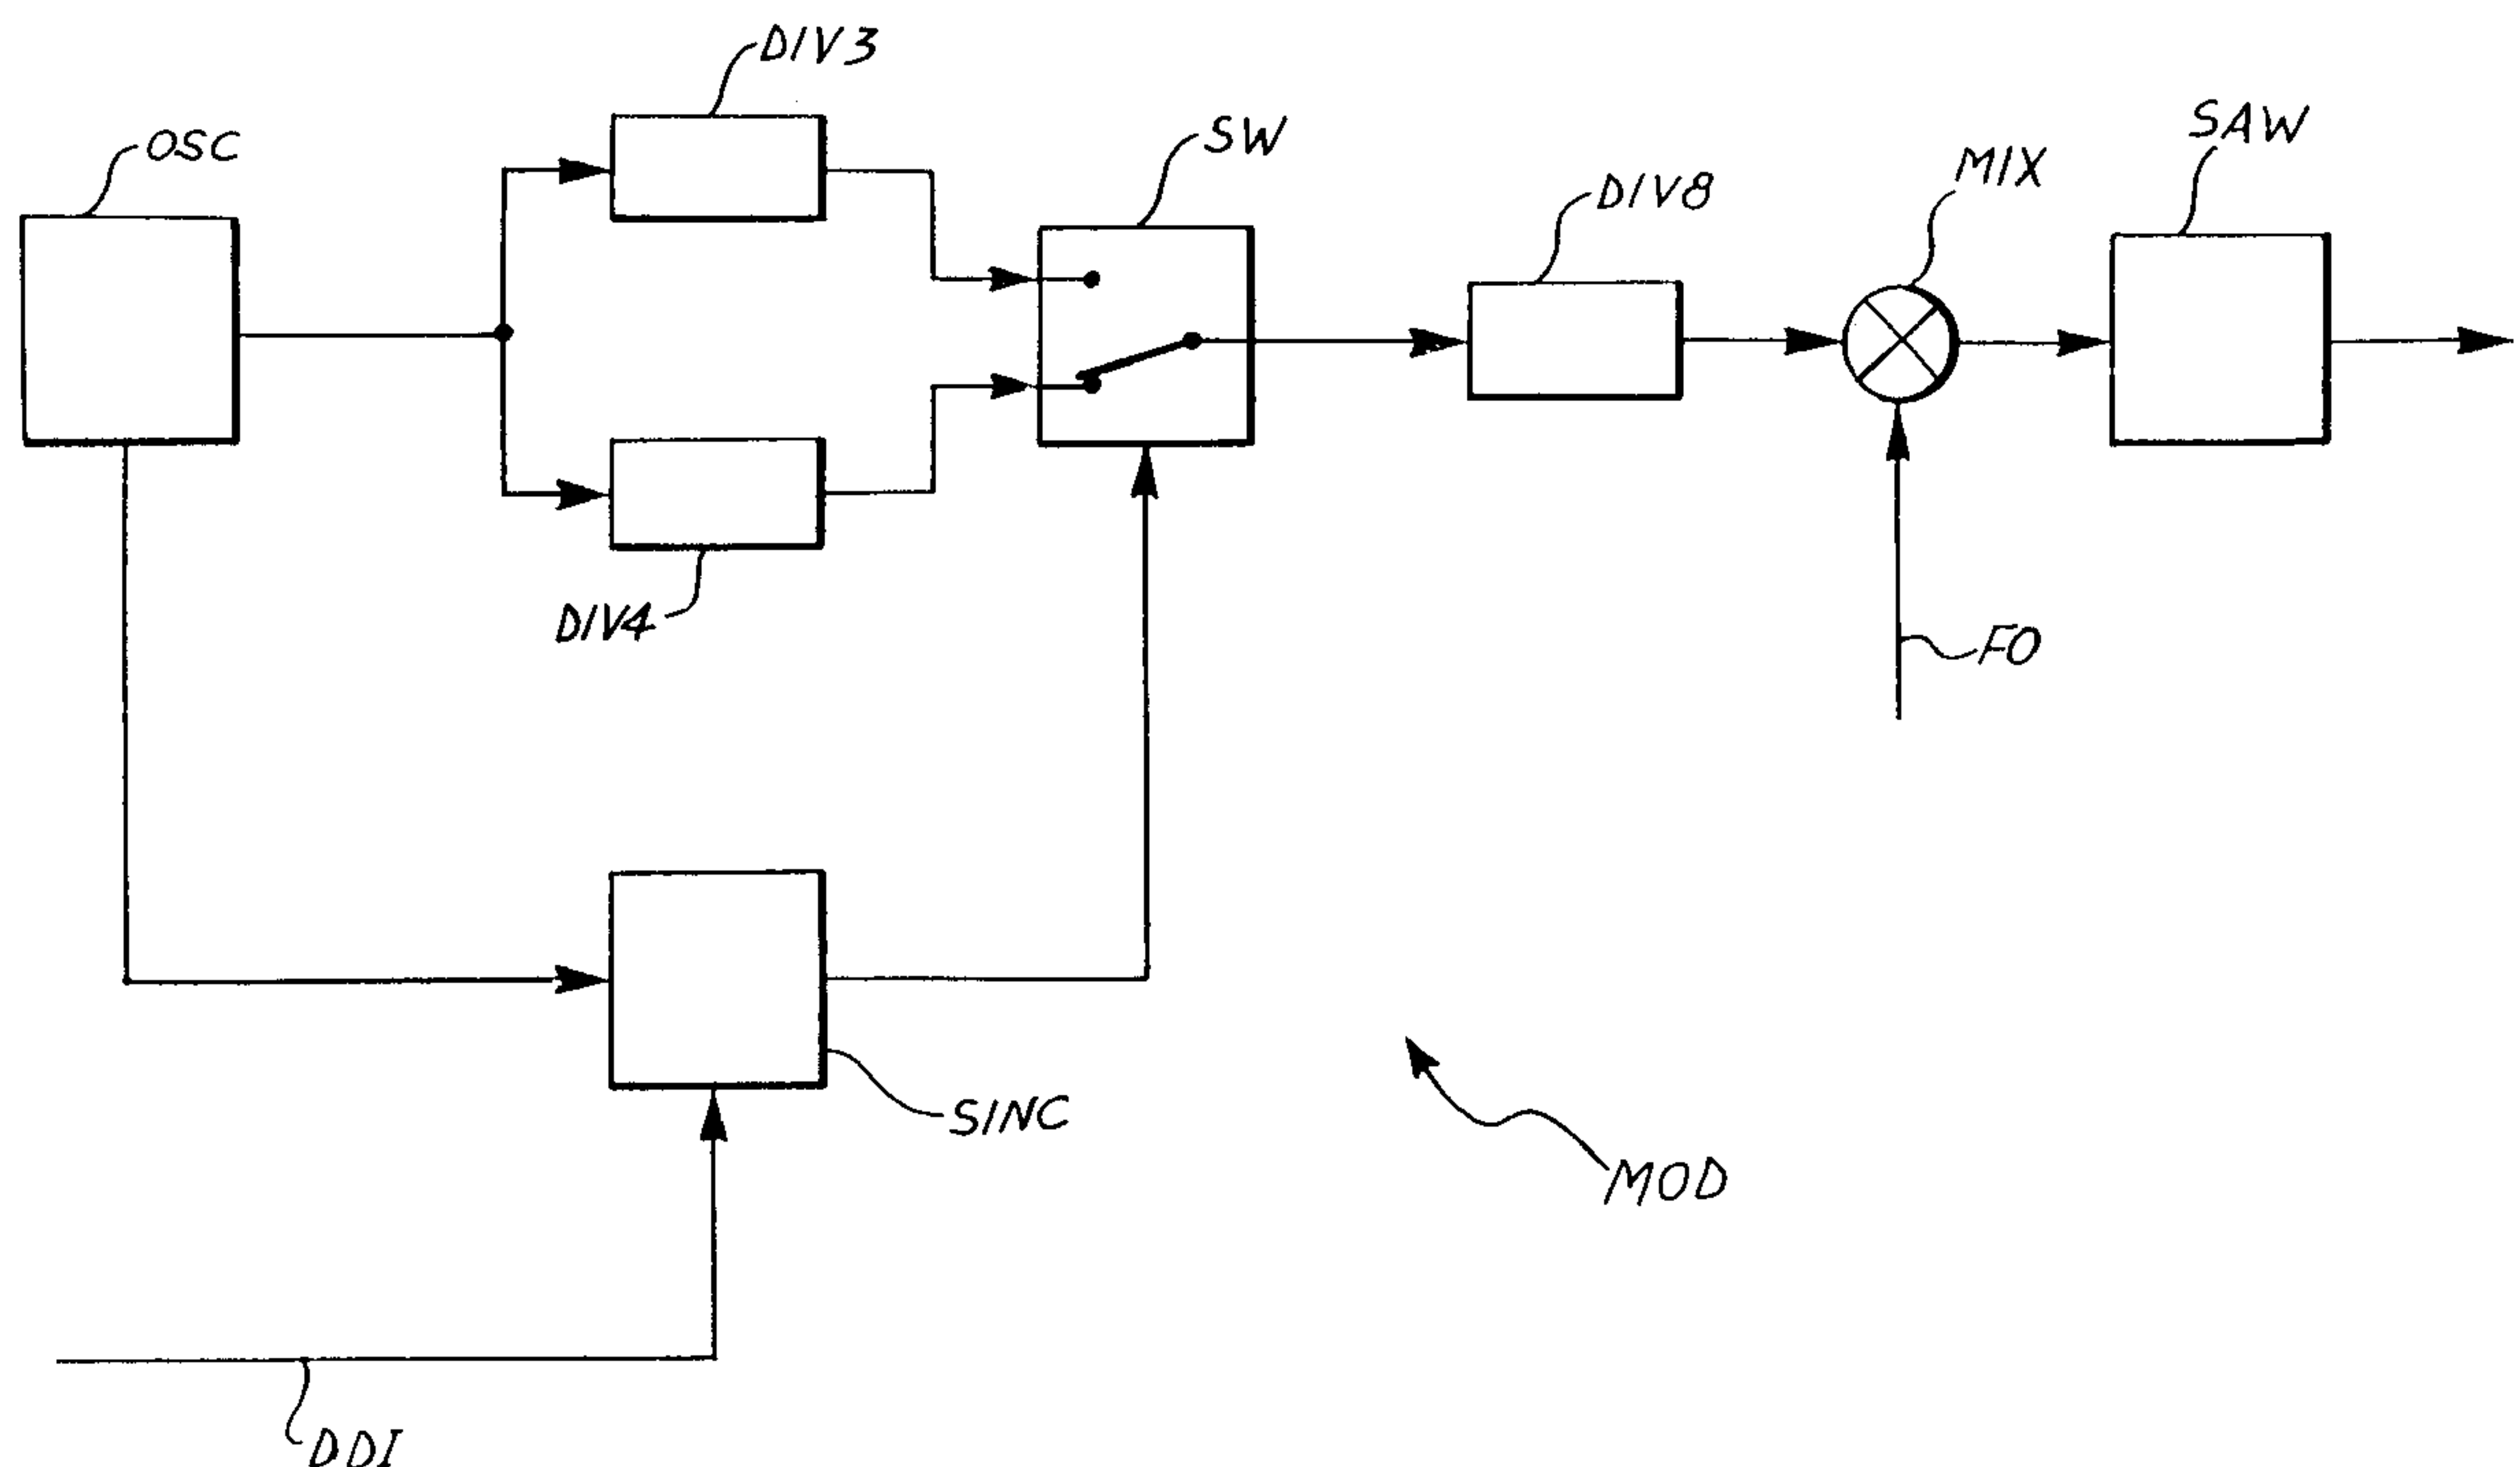 DIV3
OSC
SW
SAW
MIX
DIV8
DIV4
FO
SINC
MOD
DDI